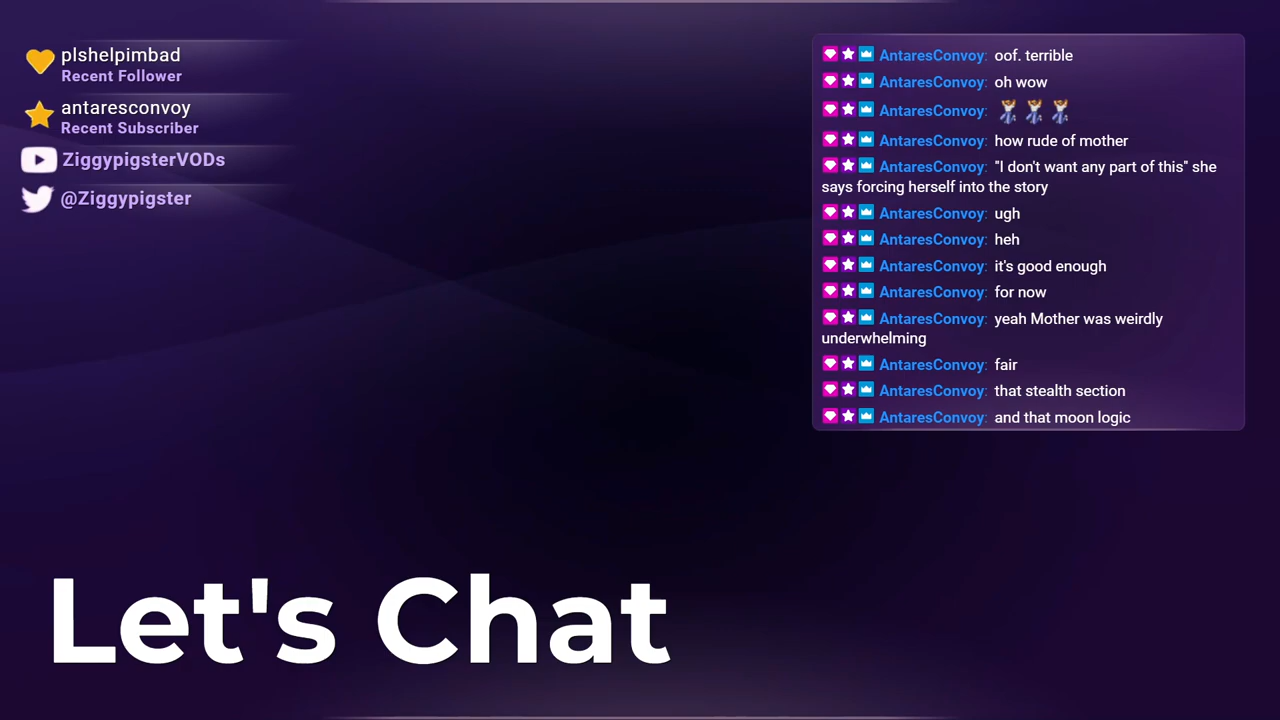 plshelpimbad
Recent Follower
antaresconvoy
Recent Subscriber
ZiggypigsterVODs
@Ziggypigster
AntaresConvoy: oof. terrible
AntaresConvoy: oh wow
AntaresConvoy:
AntaresConvoy: how rude of mother
AntaresConvoy: "I don't want any part of this" she
says forcing herself into the story
AntaresConvoy: ugh
AntaresConvoy: heh
AntaresConvoy: it's good enough
AntaresConvoy: for now
AntaresConvoy: yeah Mother was weirdly
underwhelming
AntaresConvoy: fair
AntaresConvoy: that stealth section
AntaresConvoy: and that moon logic
Let's Chat